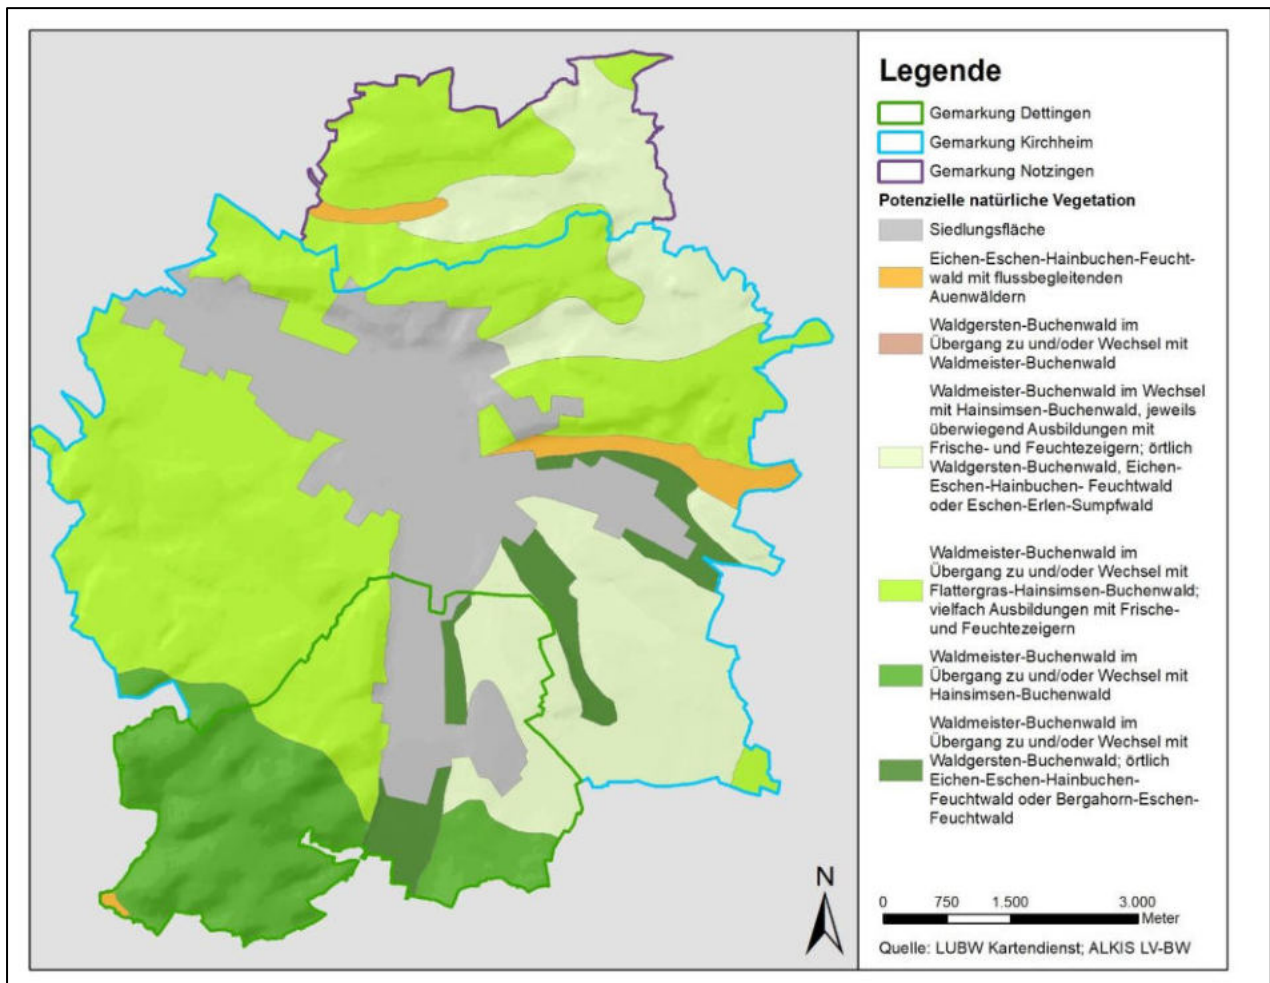 Legende
Gemarkung Dettingen
Gemarkung Kirchheim
Gemarkung Notzingen
Potenzielle natürliche Vegetation
Siedlungsfläche
Eichen-Eschen-Hainbuchen-Feucht-
wald mit flussbegleitenden
Auenwäldern
Waldgersten-Buchenwald im
Übergang zu und/oder Wechsel mit
Waldmeister-Buchenwald
Waldmeister-Buchenwald im Wechsel
mit Hainsimsen-Buchenwald, jeweils
überwiegend Ausbildungen mit
Frische- und Feuchtezeigern; örtlich
Waldgersten-Buchenwald, Eichen-
Eschen-Hainbuchen- Feuchtwald
oder Eschen-Erlen-Sumpfwald
Waldmeister-Buchenwald im
Übergang zu und/oder Wechsel mit
Flattergras-Hainsimsen-Buchenwald;
vielfach Ausbildungen mit Frische-
und Feuchtezeigern
Waldmeister-Buchenwald im
Übergang zu und/oder Wechsel mit
Hainsimsen-Buchenwald
Waldmeister-Buchenwald im
Übergang zu und/oder Wechsel mit
Waldgersten-Buchenwald; örtlich
Eichen-Eschen-Hainbuchen-
Feuchtwald oder Bergahorn-Eschen-
Feuchtwald
N
0 750 1.500 3.000
Meter
Quelle: LUBW Kartendienst; ALKIS LV-BW